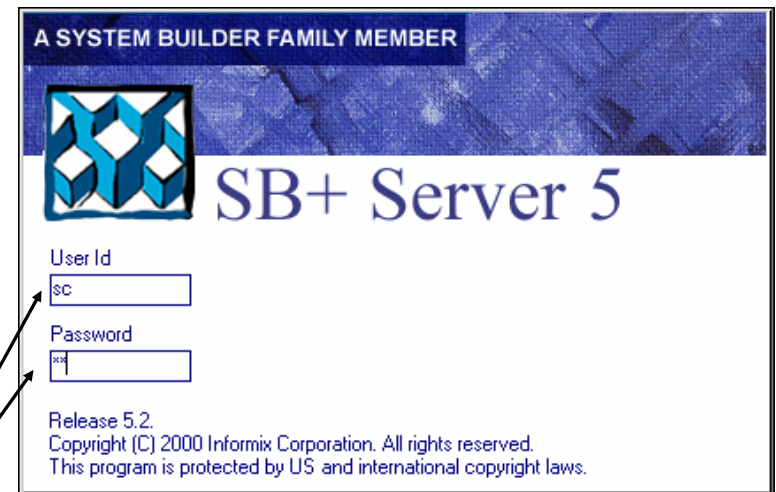 A SYSTEM BUILDER FAMILY MEMBER
SB+ Server 5
User Id
sc
Password
**
Release 5.2.
Copyright (C) 2000 Informix Corporation. All rights reserved.
This program is protected by US and international copyright laws.